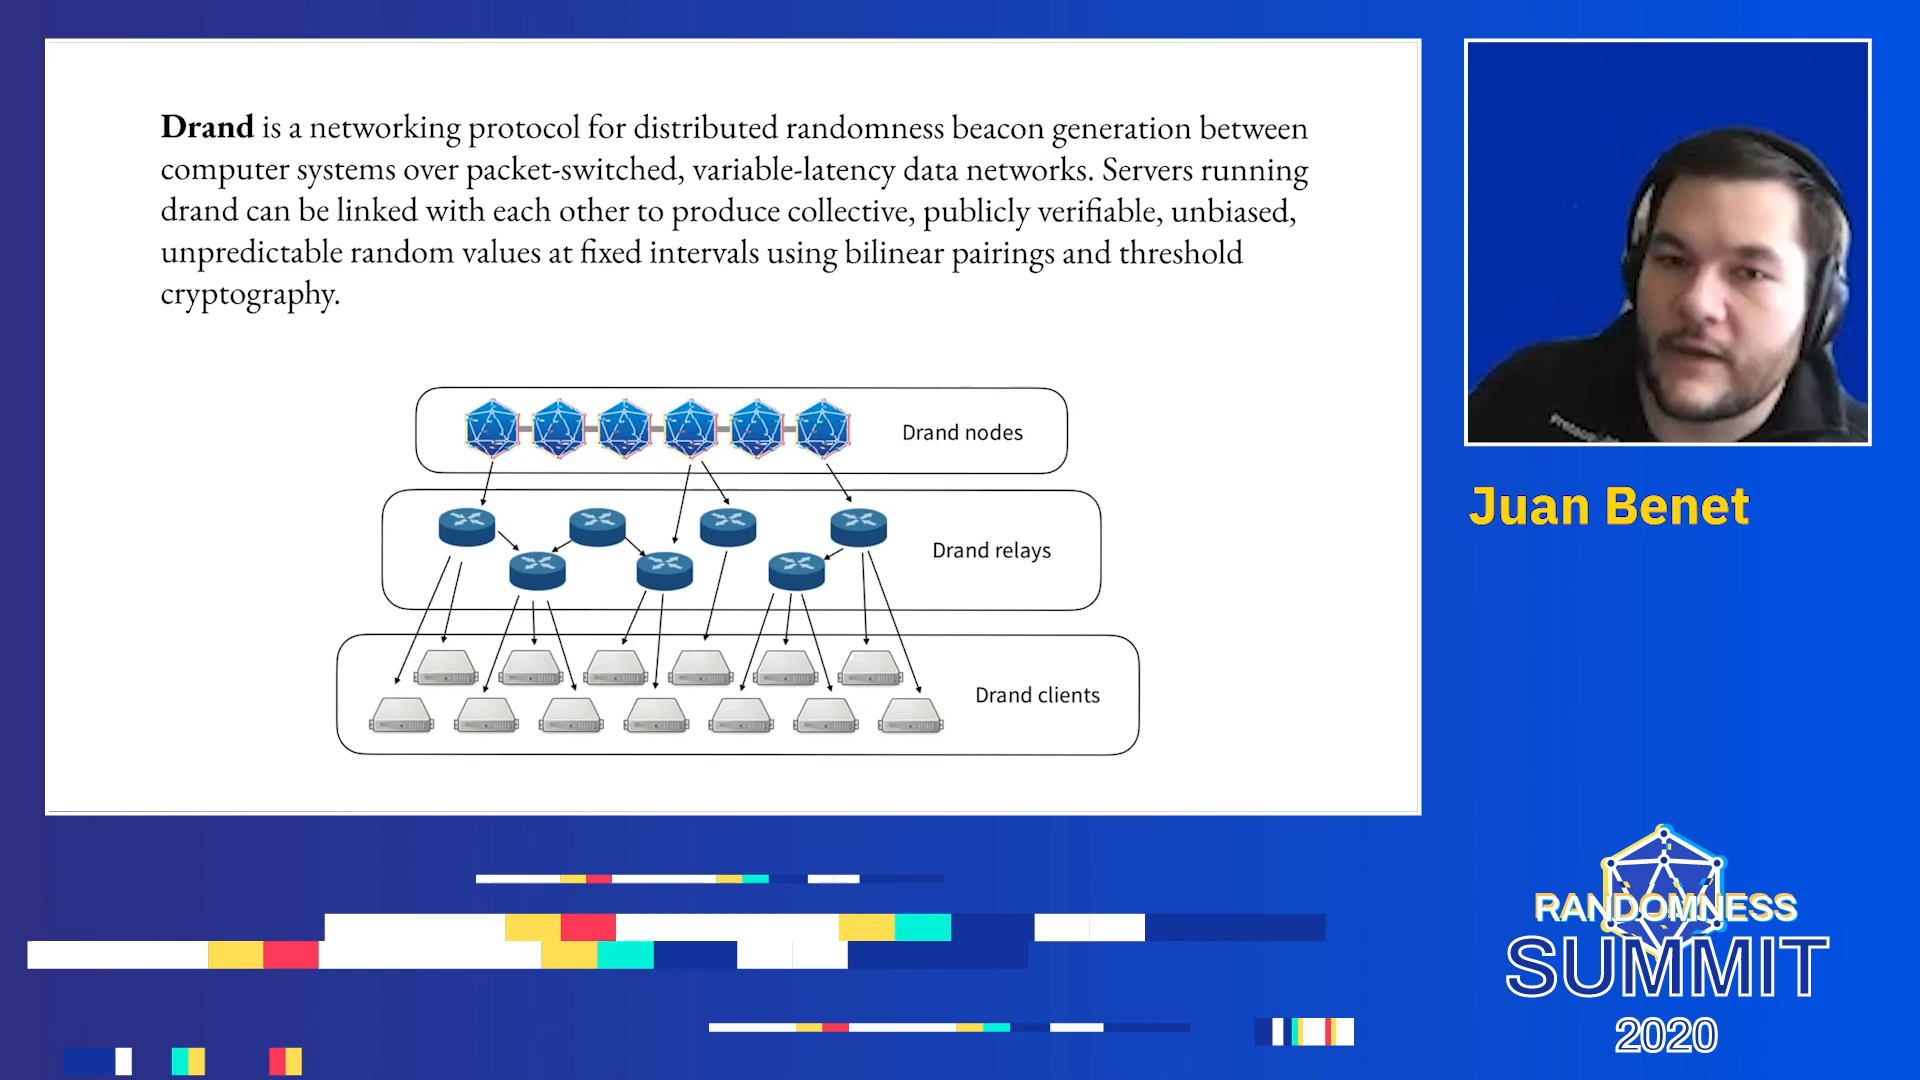 Drand is a networking protocol for distributed randomness beacon generation between
computer systems over packet-switched, variable-latency data networks. Servers running
drand can be linked with each other to produce collective, publicly verifiable, unbiased,
unpredictable random values at fixed intervals using bilinear pairings and threshold
cryptography.
Drand nodes
Drand relays
Drand clients
Juan Benet
RANDOMNESS
SUMMIT
2020